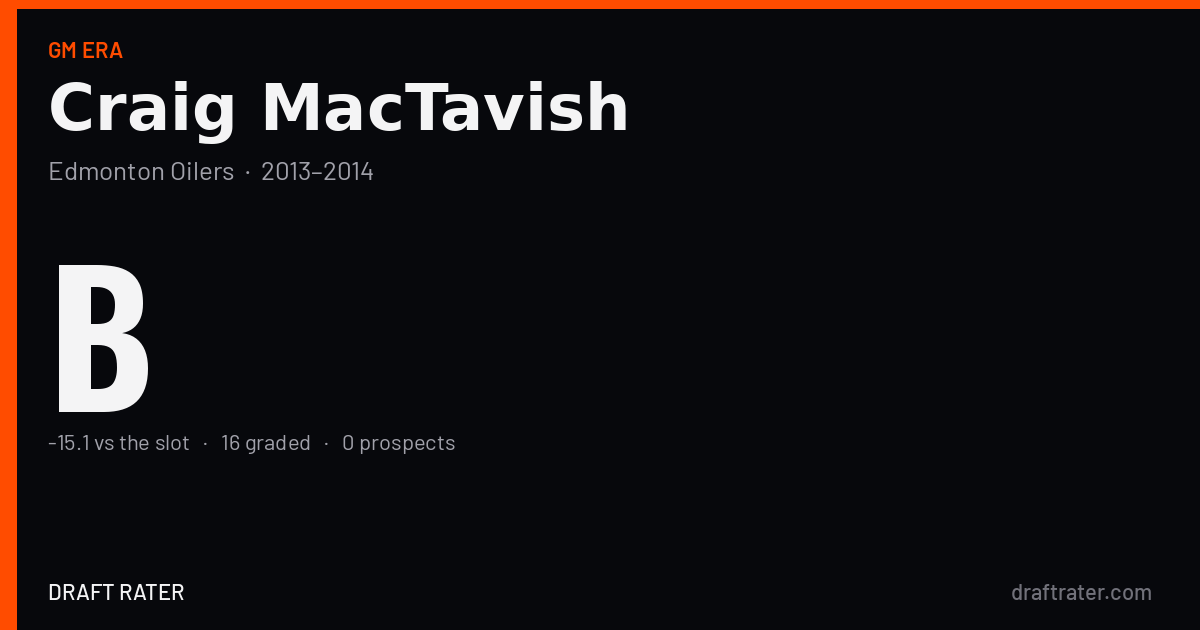 GM ERA
Craig MacTavish
Edmonton Oilers · 2013–2014
B
-15.1 vs the slot · 16 graded · 0 prospects
DRAFT RATER
draftrater.com